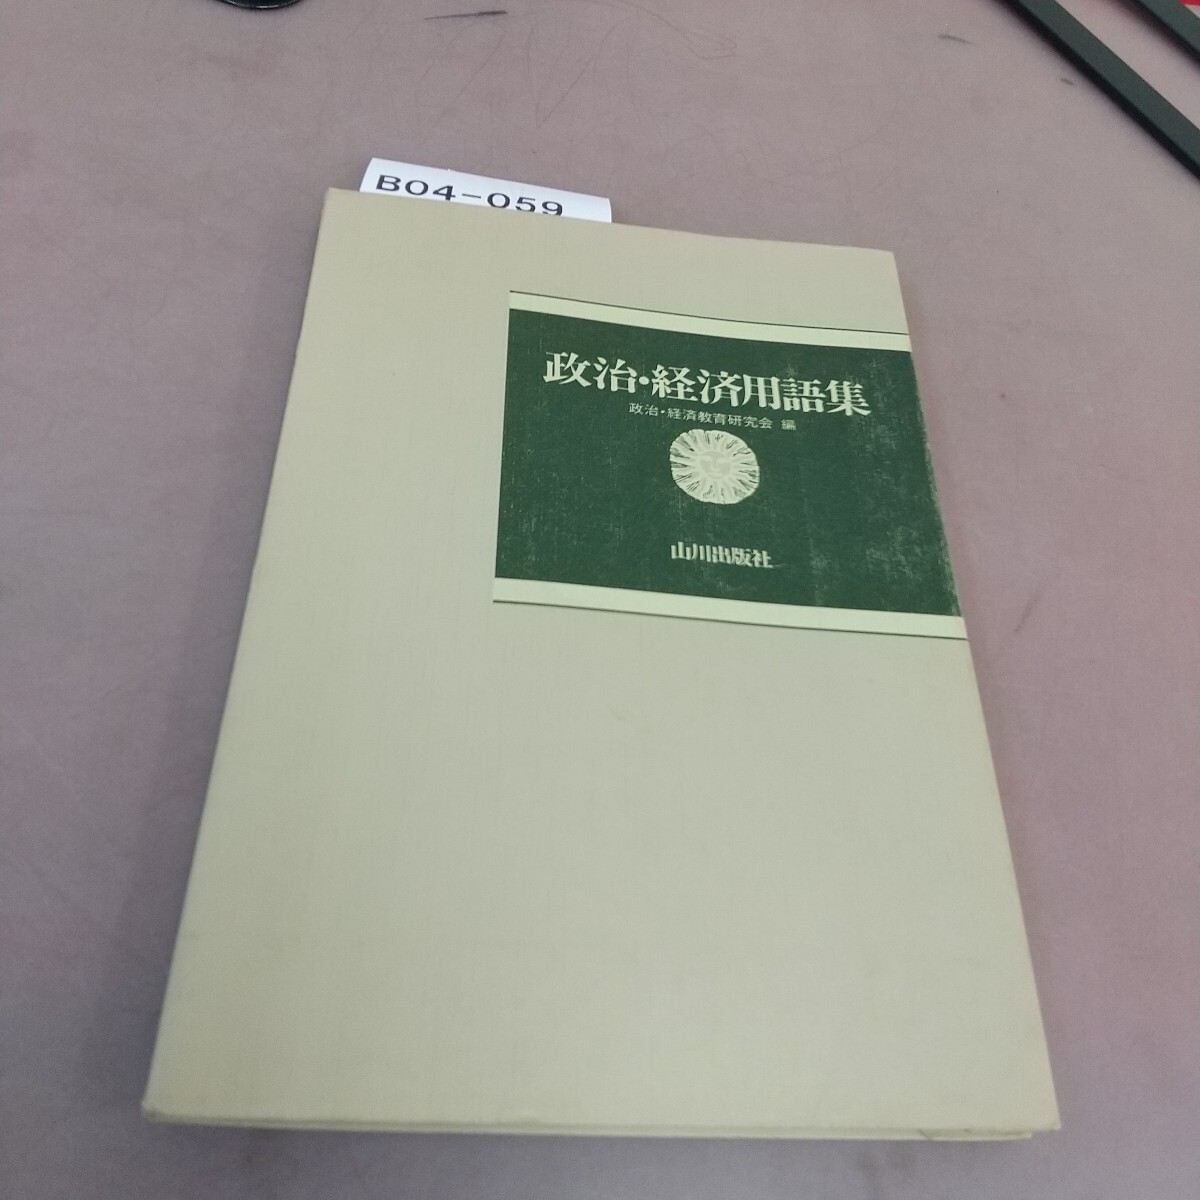 B04-059
政治・経済用語集
政治・経済教育研究会 編
山川出版社